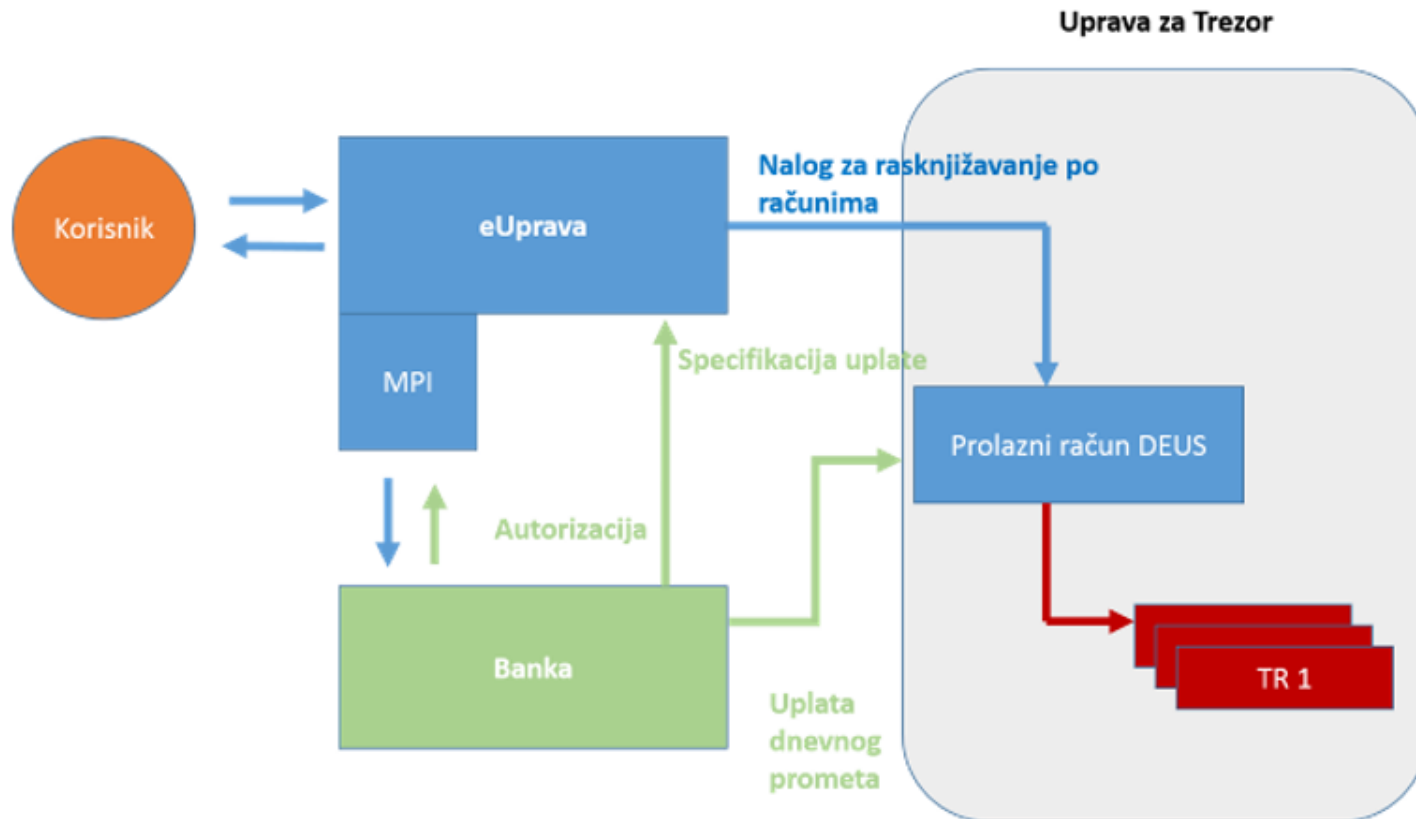 Uprava za Trezor
Korisnik
eUprava
Nalog za rasknjižavanje po
računima
MPI
Specifikacija uplate
Prolazni račun DEUS
Autorizacija
Banka
Uplata
dnevnog
prometa
TR 1